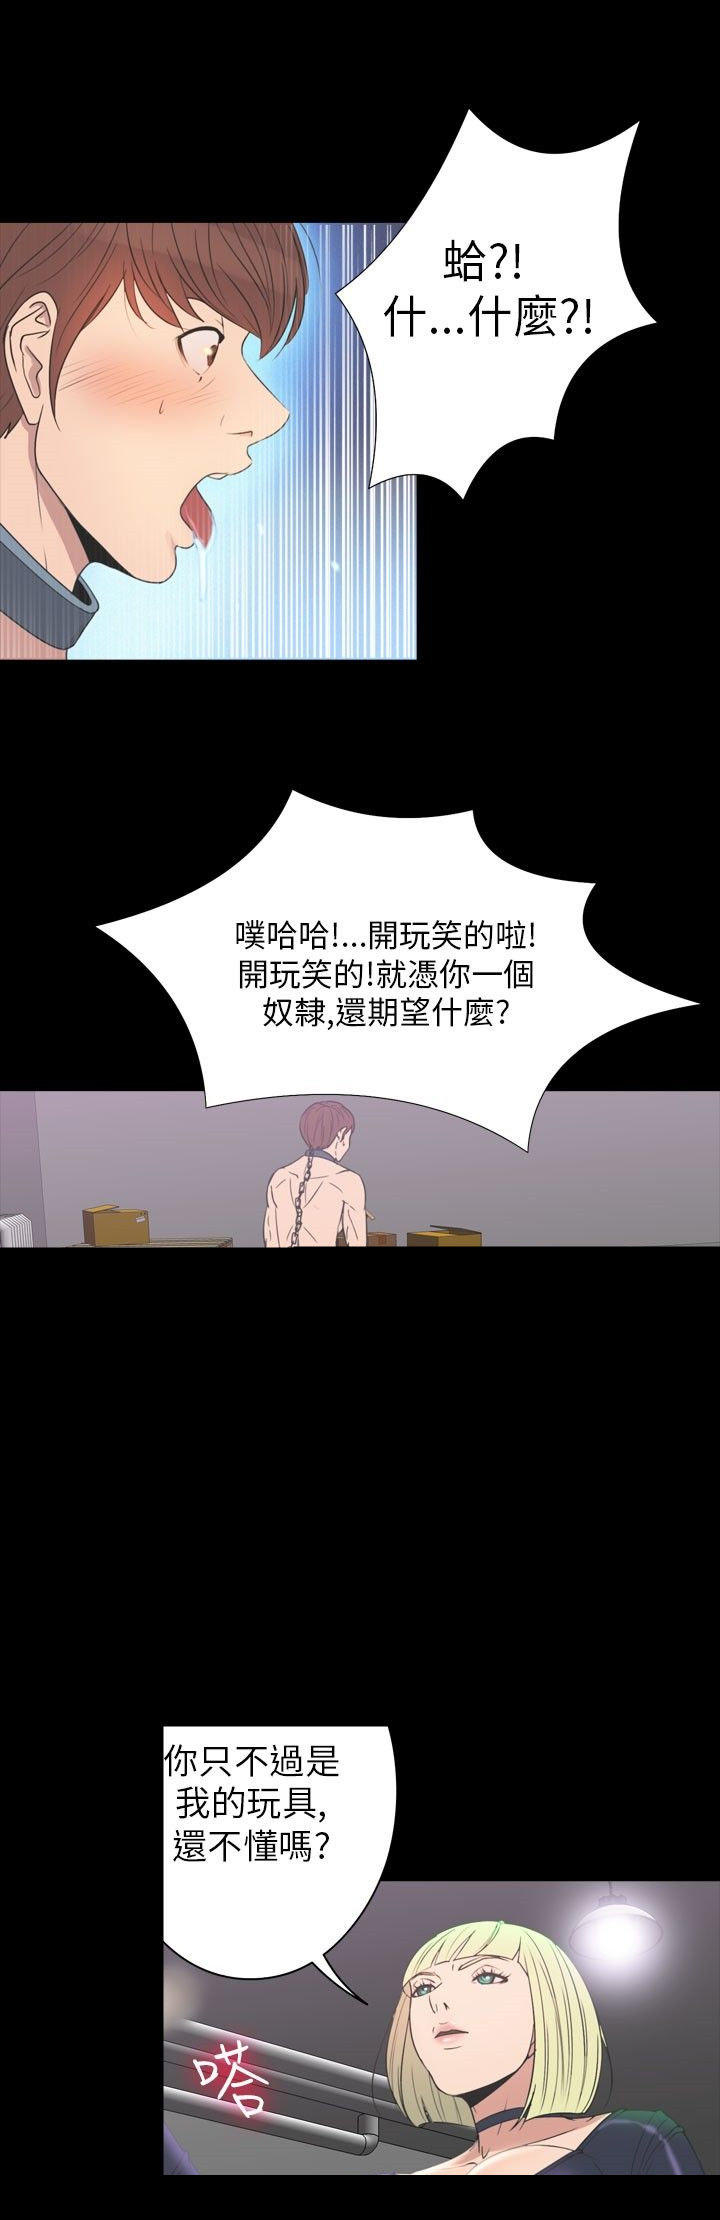 蛤?!
什...什麼?!
噗哈哈!...開玩笑的啦!
開玩笑的!就憑你一個
奴隸,還期望什麼?
你只不過是
我的玩具,
還不懂嗎?
嗒